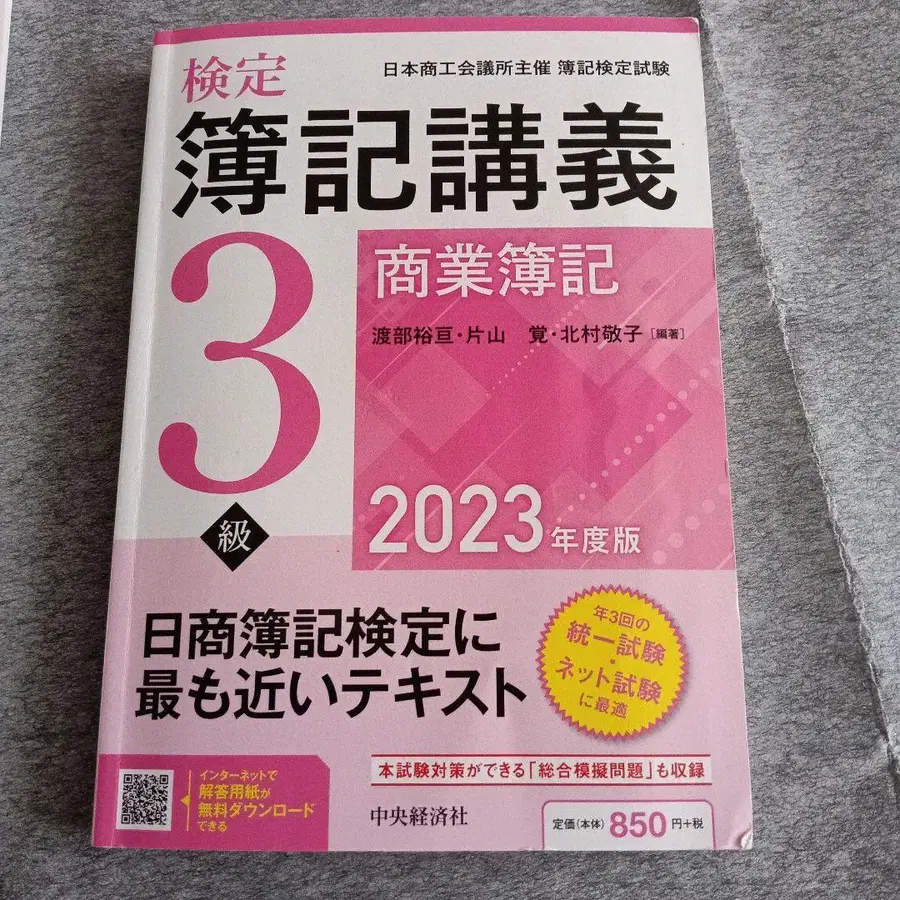 検定
日本商工会議所主催 簿記検定試験
簿記講義
3
級
商業簿記
渡部裕亘・片山 覚・北村敬子[編著]
2023年度版
日商簿記検定に
最も近いテキスト
年3回の
統一試験
・
ネット試験
に最適
インターネットで
解答用紙が
無料ダウンロード
できる
本試験対策ができる「総合模擬問題」も収録
中央経済社
定価(本体)850円+税